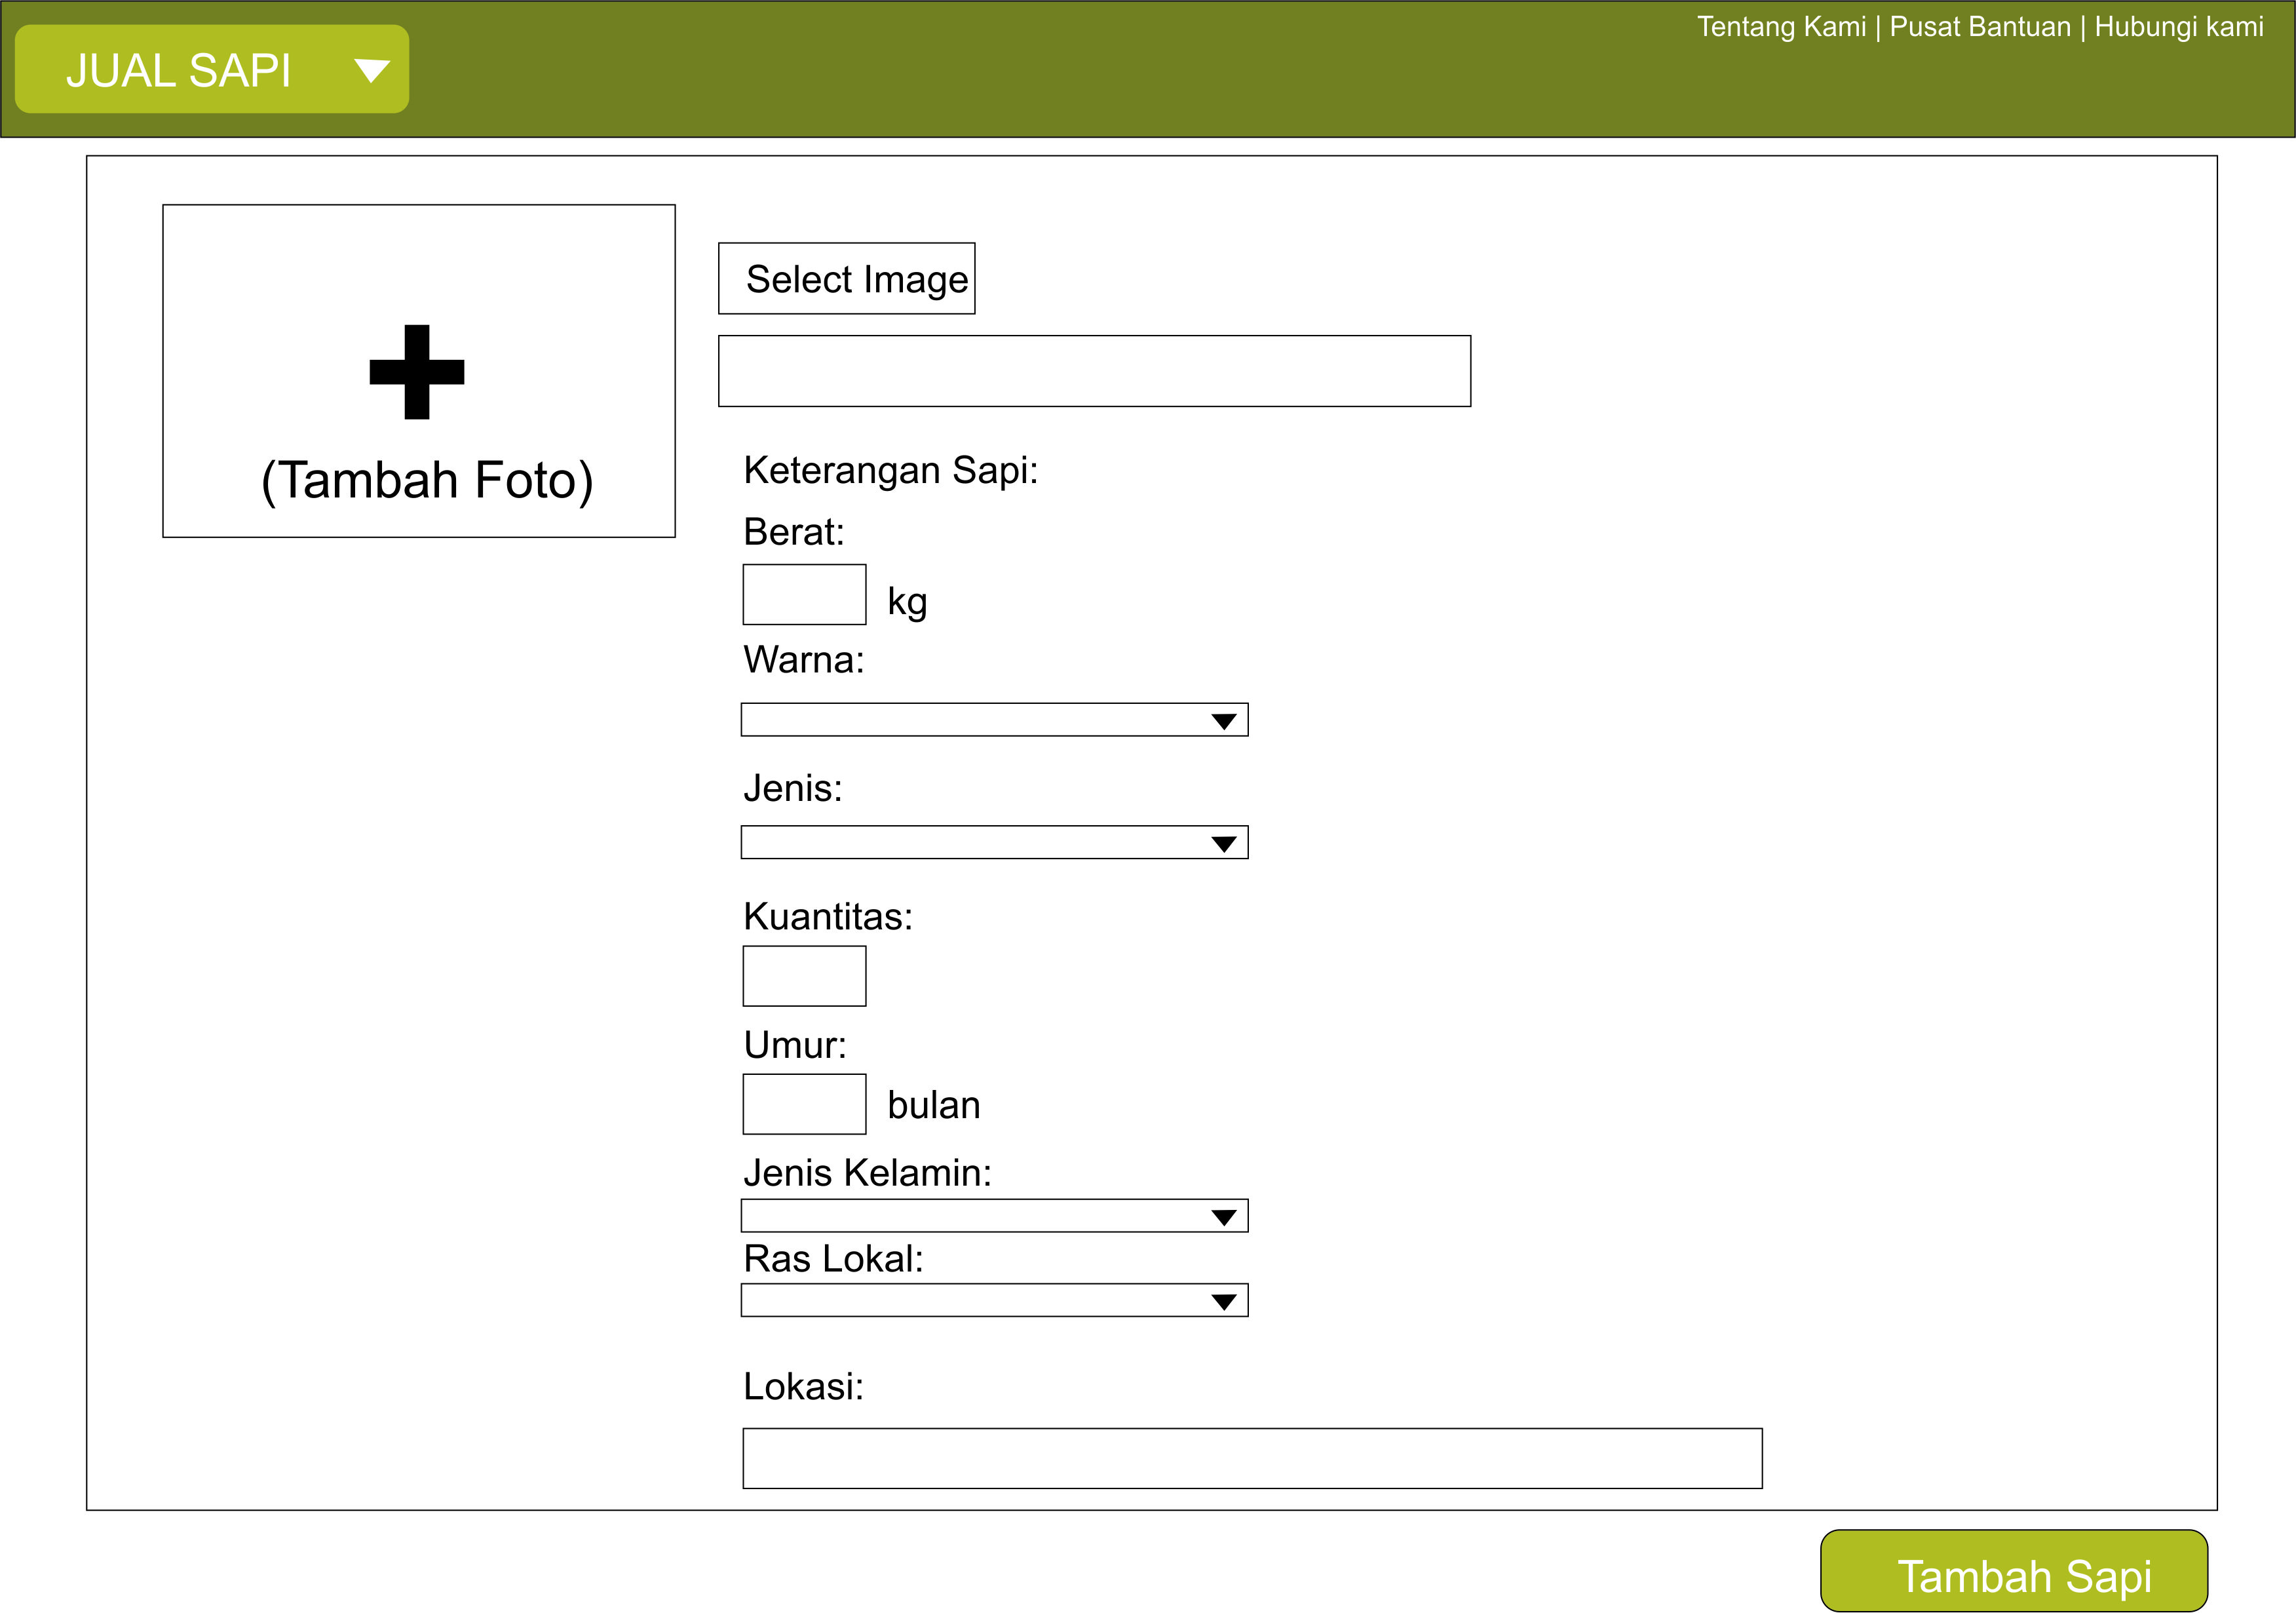 Tentang Kami | Pusat Bantuan | Hubungi kami
JUAL SAPI
Select Image
(Tambah Foto)
Keterangan Sapi:
Berat:
kg
Warna:
Jenis:
Kuantitas:
Umur:
bulan
Jenis Kelamin:
Ras Lokal:
Lokasi:
Tambah Sapi